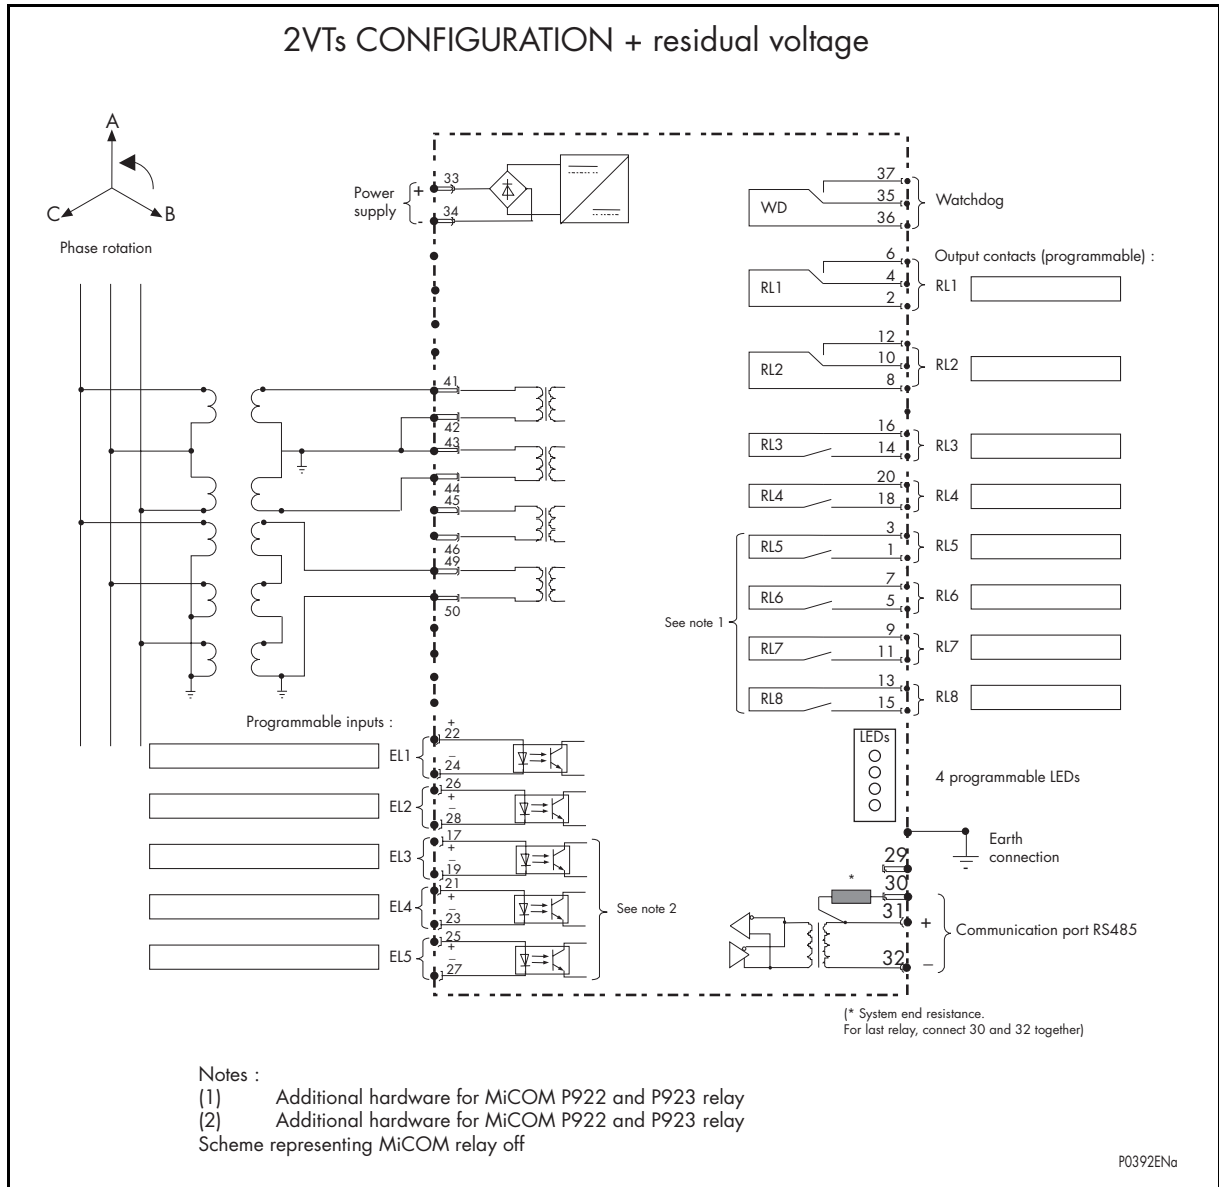 2VTs CONFIGURATION + residual voltage
A
C
B
Phase rotation
Power
supply
+
-
33
34
WD
37
35
36
Watchdog
Output contacts (programmable) :
RL1
6
4
2
RL1
RL2
12
10
8
RL2
RL3
16
14
RL3
RL4
20
18
RL4
See note 1
RL5
3
1
RL5
RL6
7
5
RL6
RL7
9
11
RL7
RL8
13
15
RL8
41
42
43
44
45
46
49
50
Programmable inputs :
EL1
+
22
–
24
EL2
26
+
–
28
EL3
17
+
–
19
EL4
21
+
–
23
EL5
25
+
–
27
See note 2
LEDs
4 programmable LEDs
Earth
connection
29
30
*
31
+
32
–
Communication port RS485
(* System end resistance.
For last relay, connect 30 and 32 together)
Notes :
(1) Additional hardware for MiCOM P922 and P923 relay
(2) Additional hardware for MiCOM P922 and P923 relay
Scheme representing MiCOM relay off
P0392ENa